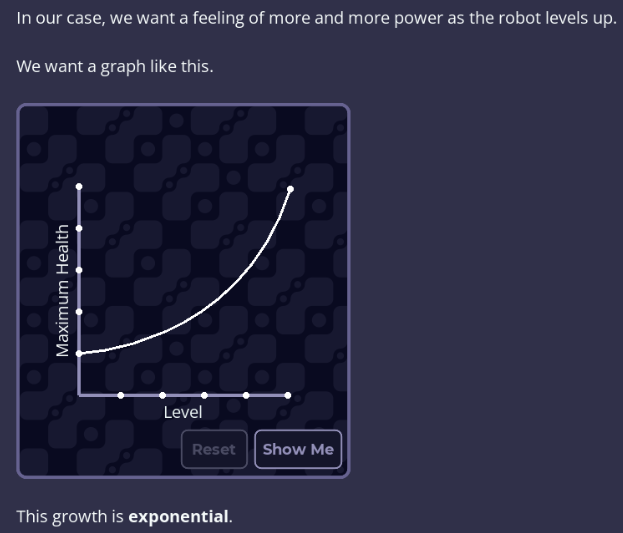 In our case, we want a feeling of more and more power as the robot levels up.
We want a graph like this.
Maximum Health
Level
Reset
Show Me
This growth is exponential.